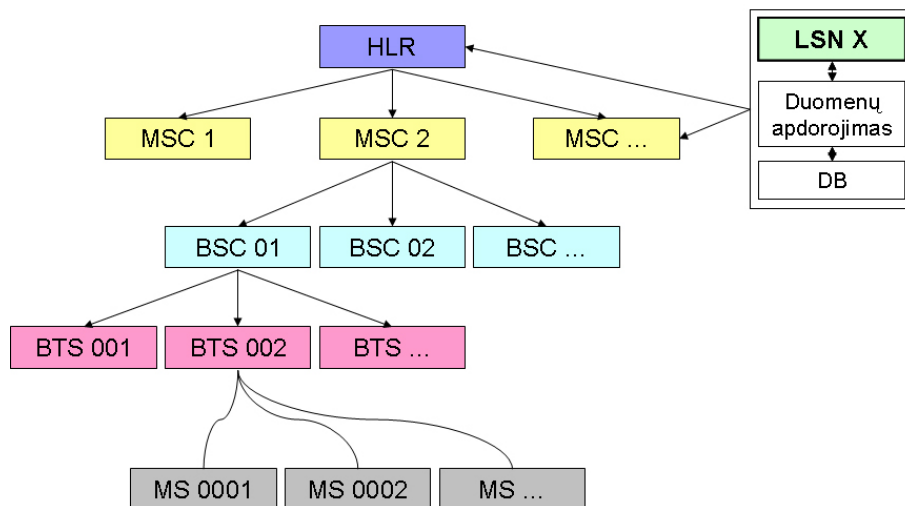 HLR
LSN X
Duomenų
apdorojimas
DB
MSC 1
MSC 2
MSC ...
BSC 01
BSC 02
BSC ...
BTS 001
BTS 002
BTS ...
MS 0001
MS 0002
MS ...